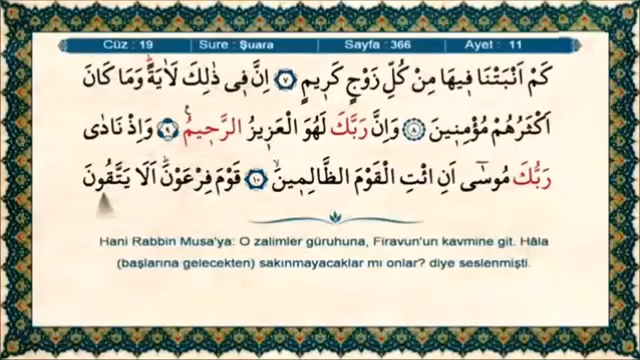 Cüz : 19 Sure : Şuara Sayfa : 366 Ayet : 11
كَمْ اَنْبَتْنَا ف۪يهَا مِنْ كُلِّ زَوْجٍ كَر۪يمٍ ﴿٧﴾ اِنَّ ف۪ي ذٰلِكَ لَاٰيَةًۜ وَمَا كَانَ
اَكْثَرُهُمْ مُؤْمِن۪ينَ ﴿٨﴾ وَاِنَّ رَبَّكَ لَهُوَ الْعَز۪يزُ الرَّح۪يمُ۟ ﴿٩﴾ وَاِذْ نَادٰى
رَبُّكَ مُوسٰٓى اَنِ ائْتِ الْقَوْمَ الظَّالِم۪ينَۙ ﴿١٠﴾ قَوْمَ فِرْعَوْنَۜ اَلَا يَتَّقُونَ
Hani Rabbin Musa'ya: O zalimler güruhuna, Firavun'un kavmine git. Hâla
(başlarına gelecekten) sakınmayacaklar mı onlar? diye seslenmişti.